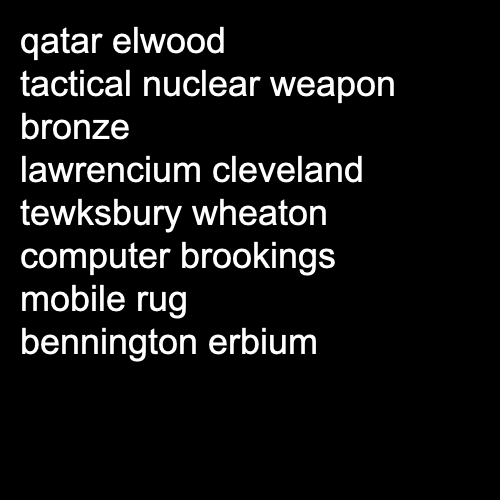 qatar elwood
tactical nuclear weapon
bronze
lawrencium cleveland
tewksbury wheaton
computer brookings
mobile rug
bennington erbium